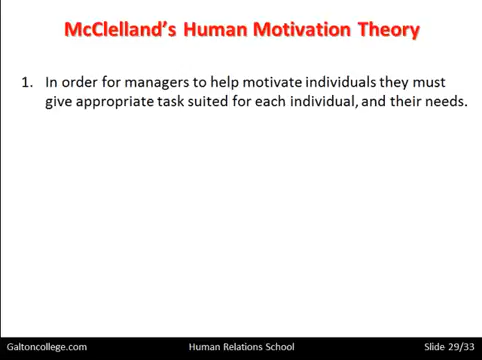 McClelland's Human Motivation Theory
1. In order for managers to help motivate individuals they must
give appropriate task suited for each individual, and their needs.
Galtoncollege.com Human Relations School Slide 29/33